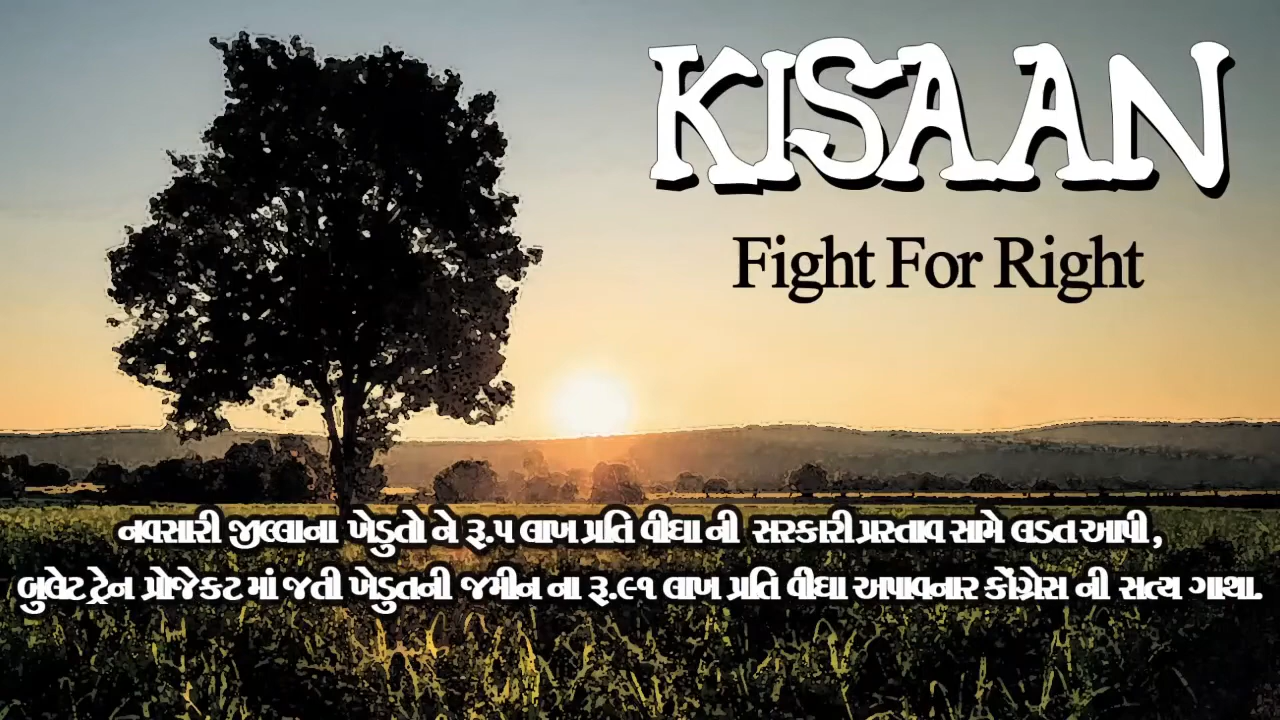 KISAAN
Fight For Right
નવસારી જીલ્લાના ખેડુતો ને રૂ.૫ લાખ પ્રતિ વીઘા ની સરકારી પ્રસ્તાવ સામે લડત આપી,
બુલેટ ટ્રેન પ્રોજેકટ માં જતી ખેડુતની જમીન ના રૂ.૯૧ લાખ પ્રતિ વીઘા અપાવનાર કોંગ્રેસ ની સત્ય ગાથા.